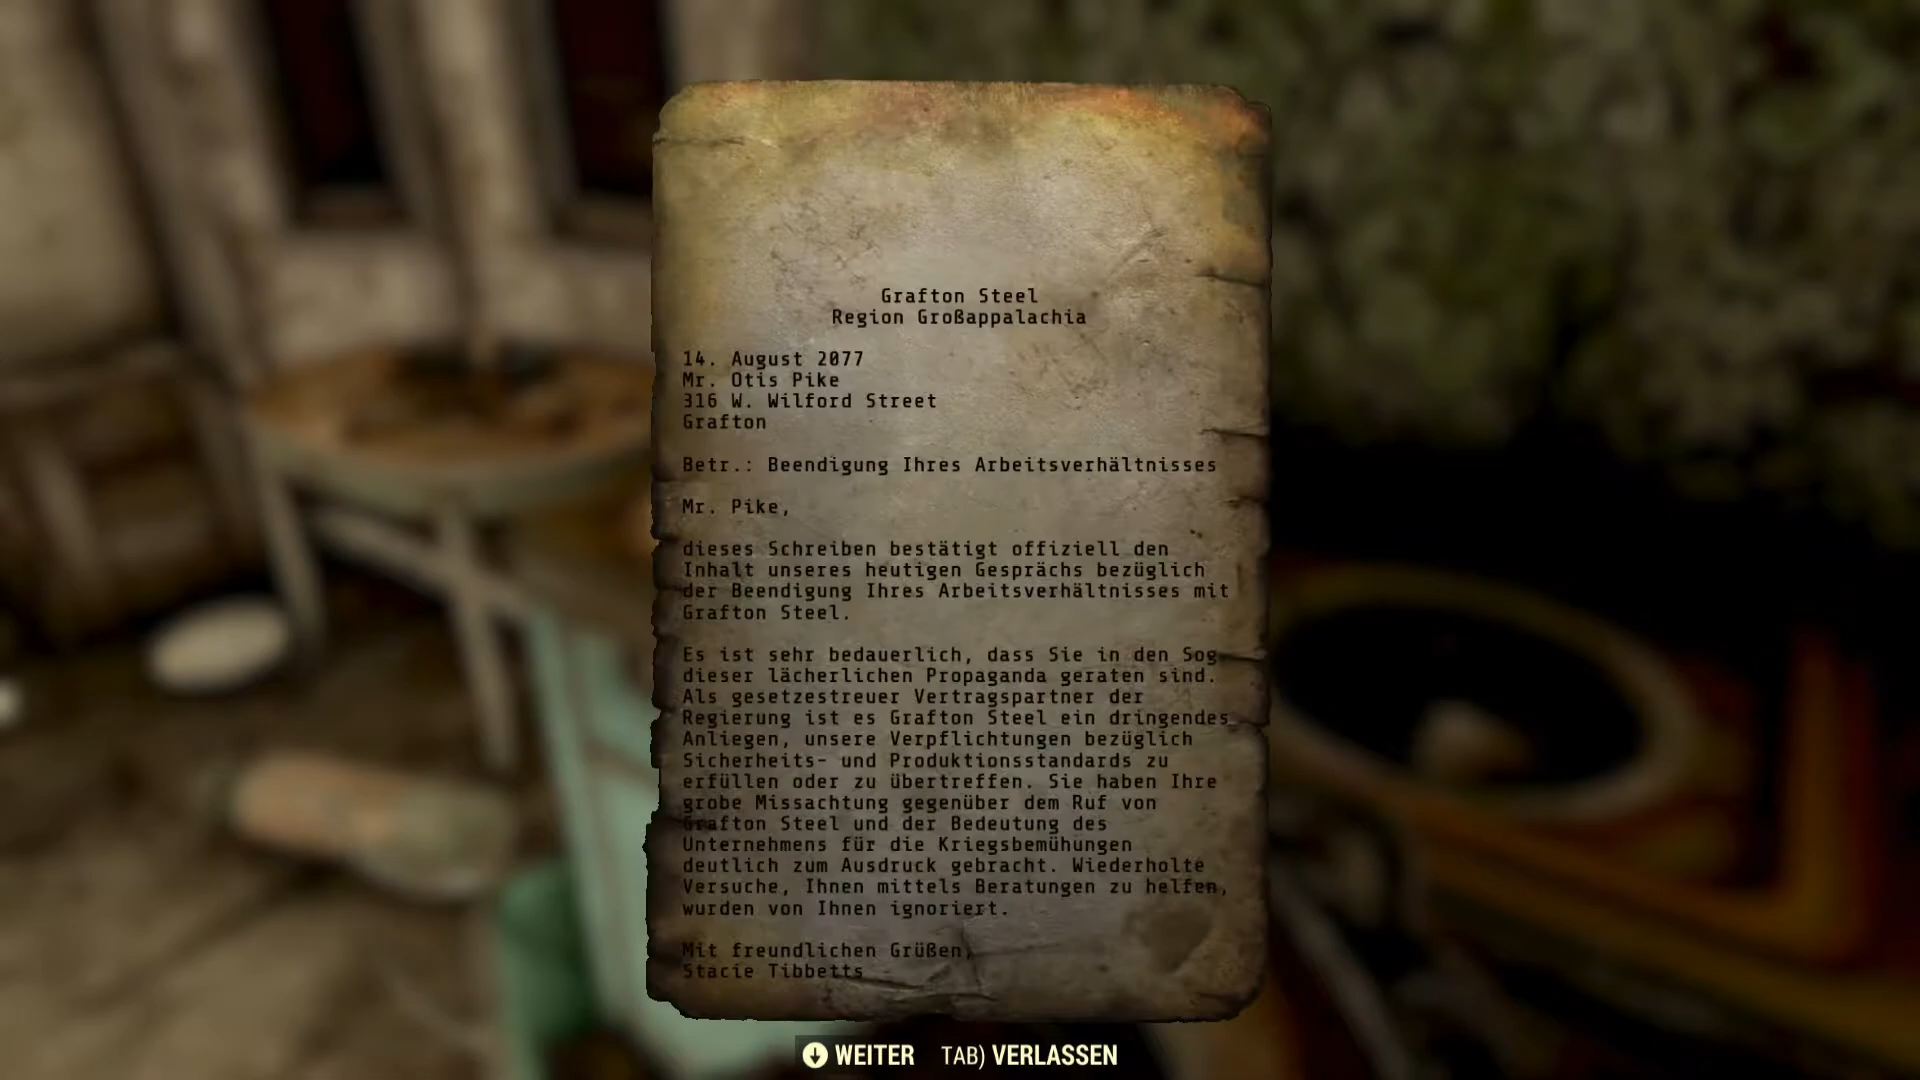 Grafton Steel
Region Großappalachia
14. August 2077
Mr. Otis Pike
316 W. Wilford Street
Grafton
Betr.: Beendigung Ihres Arbeitsverhältnisses
Mr. Pike,
dieses Schreiben bestätigt offiziell den
Inhalt unseres heutigen Gesprächs bezüglich
der Beendigung Ihres Arbeitsverhältnisses mit
Grafton Steel.
Es ist sehr bedauerlich, dass Sie in den Sog
dieser lächerlichen Propaganda geraten sind.
Als gesetzestreuer Vertragspartner der
Regierung ist es Grafton Steel ein dringendes
Anliegen, unsere Verpflichtungen bezüglich
Sicherheits- und Produktionsstandards zu
erfüllen oder zu übertreffen. Sie haben Ihre
grobe Missachtung gegenüber dem Ruf von
Grafton Steel und der Bedeutung des
Unternehmens für die Kriegsbemühungen
deutlich zum Ausdruck gebracht. Wiederholte
Versuche, Ihnen mittels Beratungen zu helfen,
wurden von Ihnen ignoriert.
Mit freundlichen Grüßen,
Stacie Tibbetts
WEITER TAB) VERLASSEN